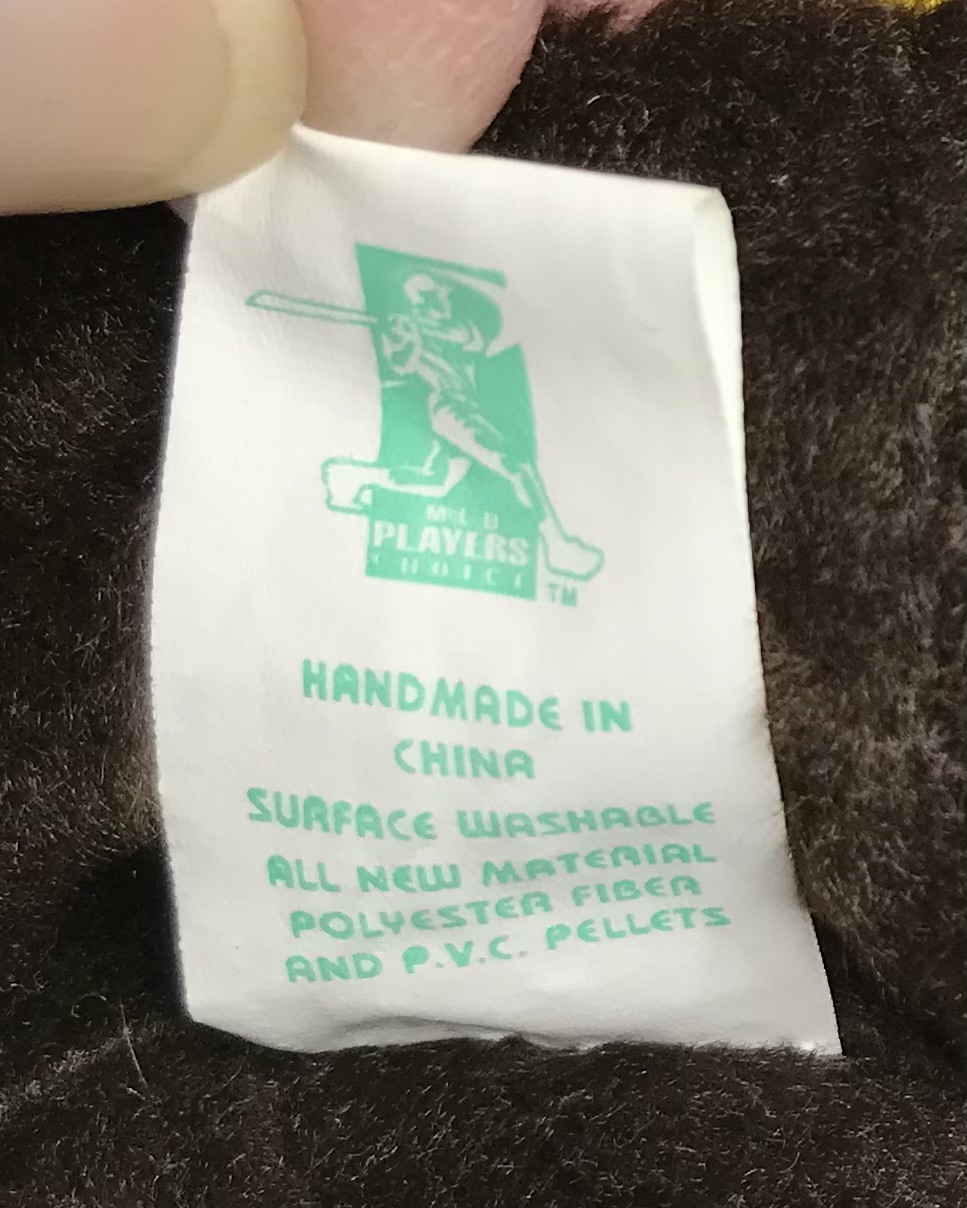 MLB
PLAYERS
CHOICE
TM
HANDMADE IN
CHINA
SURFACE WASHABLE
ALL NEW MATERIAL
POLYESTER FIBER
AND P.V.C. PELLETS